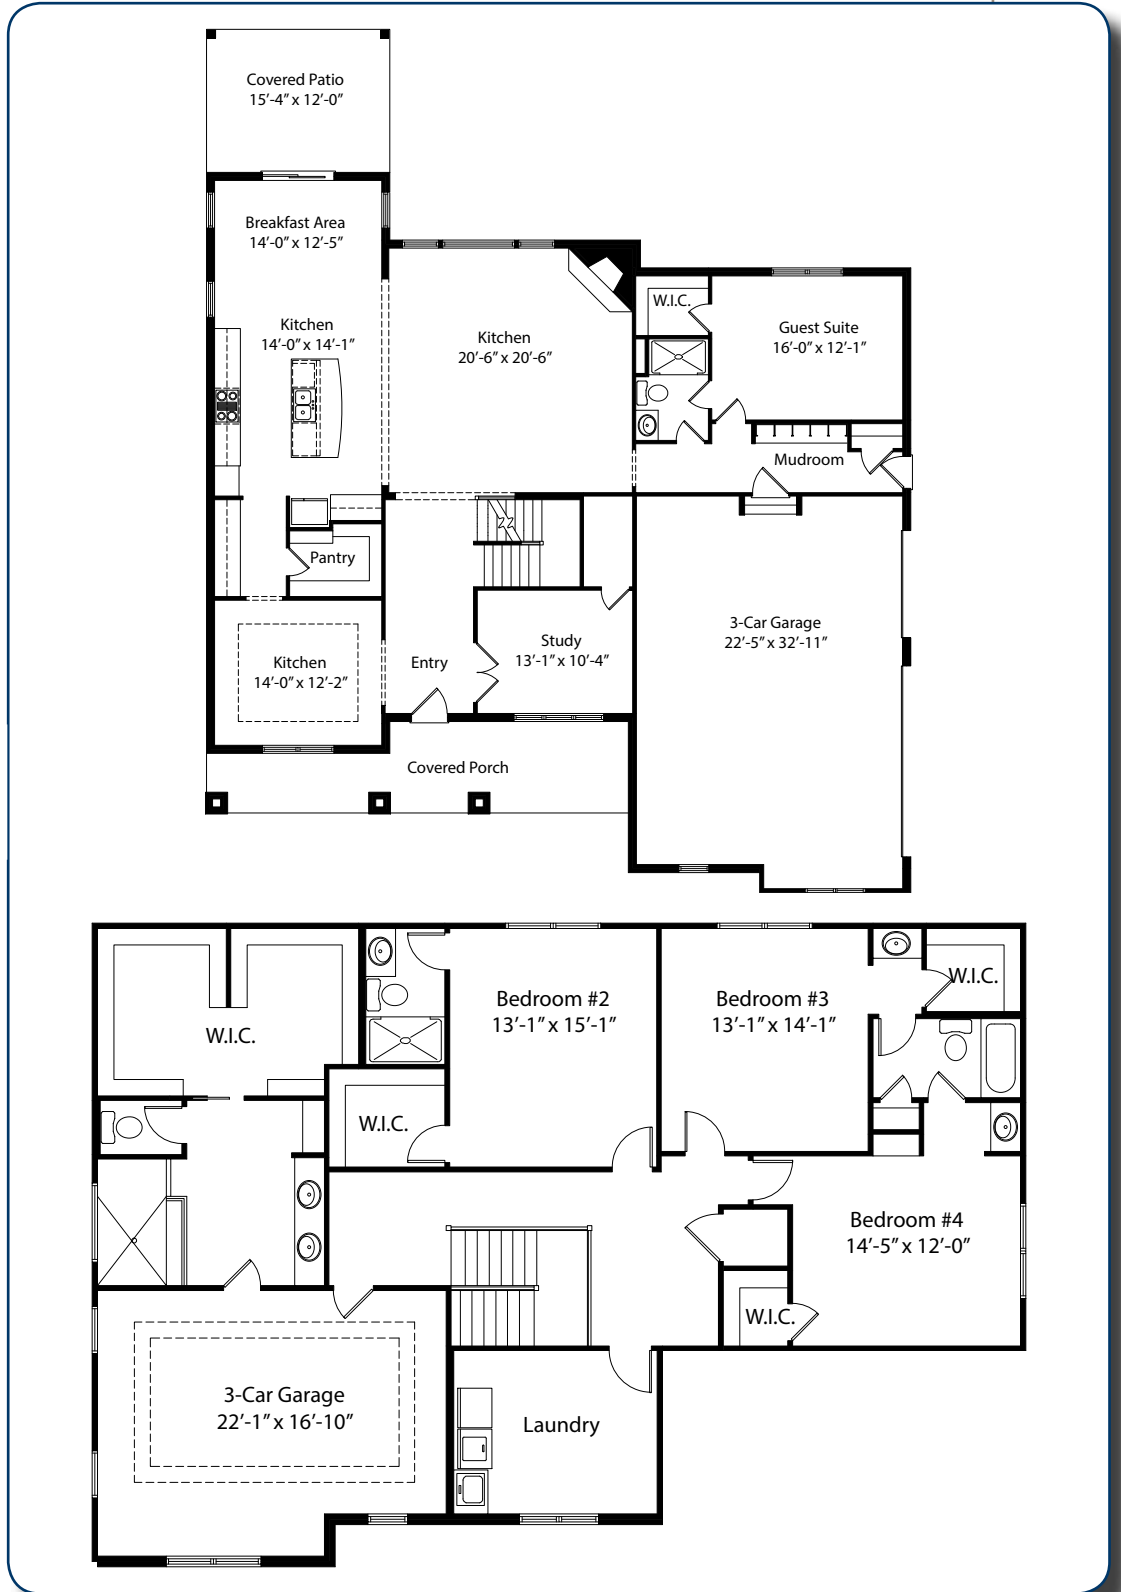 Covered Patio
15’-4” x 12’-0”
Breakfast Area
14’-0” x 12’-5”
Kitchen
14’-0” x 14’-1”
Kitchen
20’-6” x 20’-6”
W.I.C.
Guest Suite
16’-0” x 12’-1”
Mudroom
Pantry
3-Car Garage
22’-5” x 32’-11”
Study
13’-1” x 10’-4”
Entry
Kitchen
14’-0” x 12’-2”
Covered Porch
Bedroom #2
13’-1” x 15’-1”
Bedroom #3
13’-1” x 14’-1”
W.I.C.
W.I.C.
W.I.C.
Bedroom #4
14’-5” x 12’-0”
W.I.C.
3-Car Garage
22’-1” x 16’-10”
Laundry